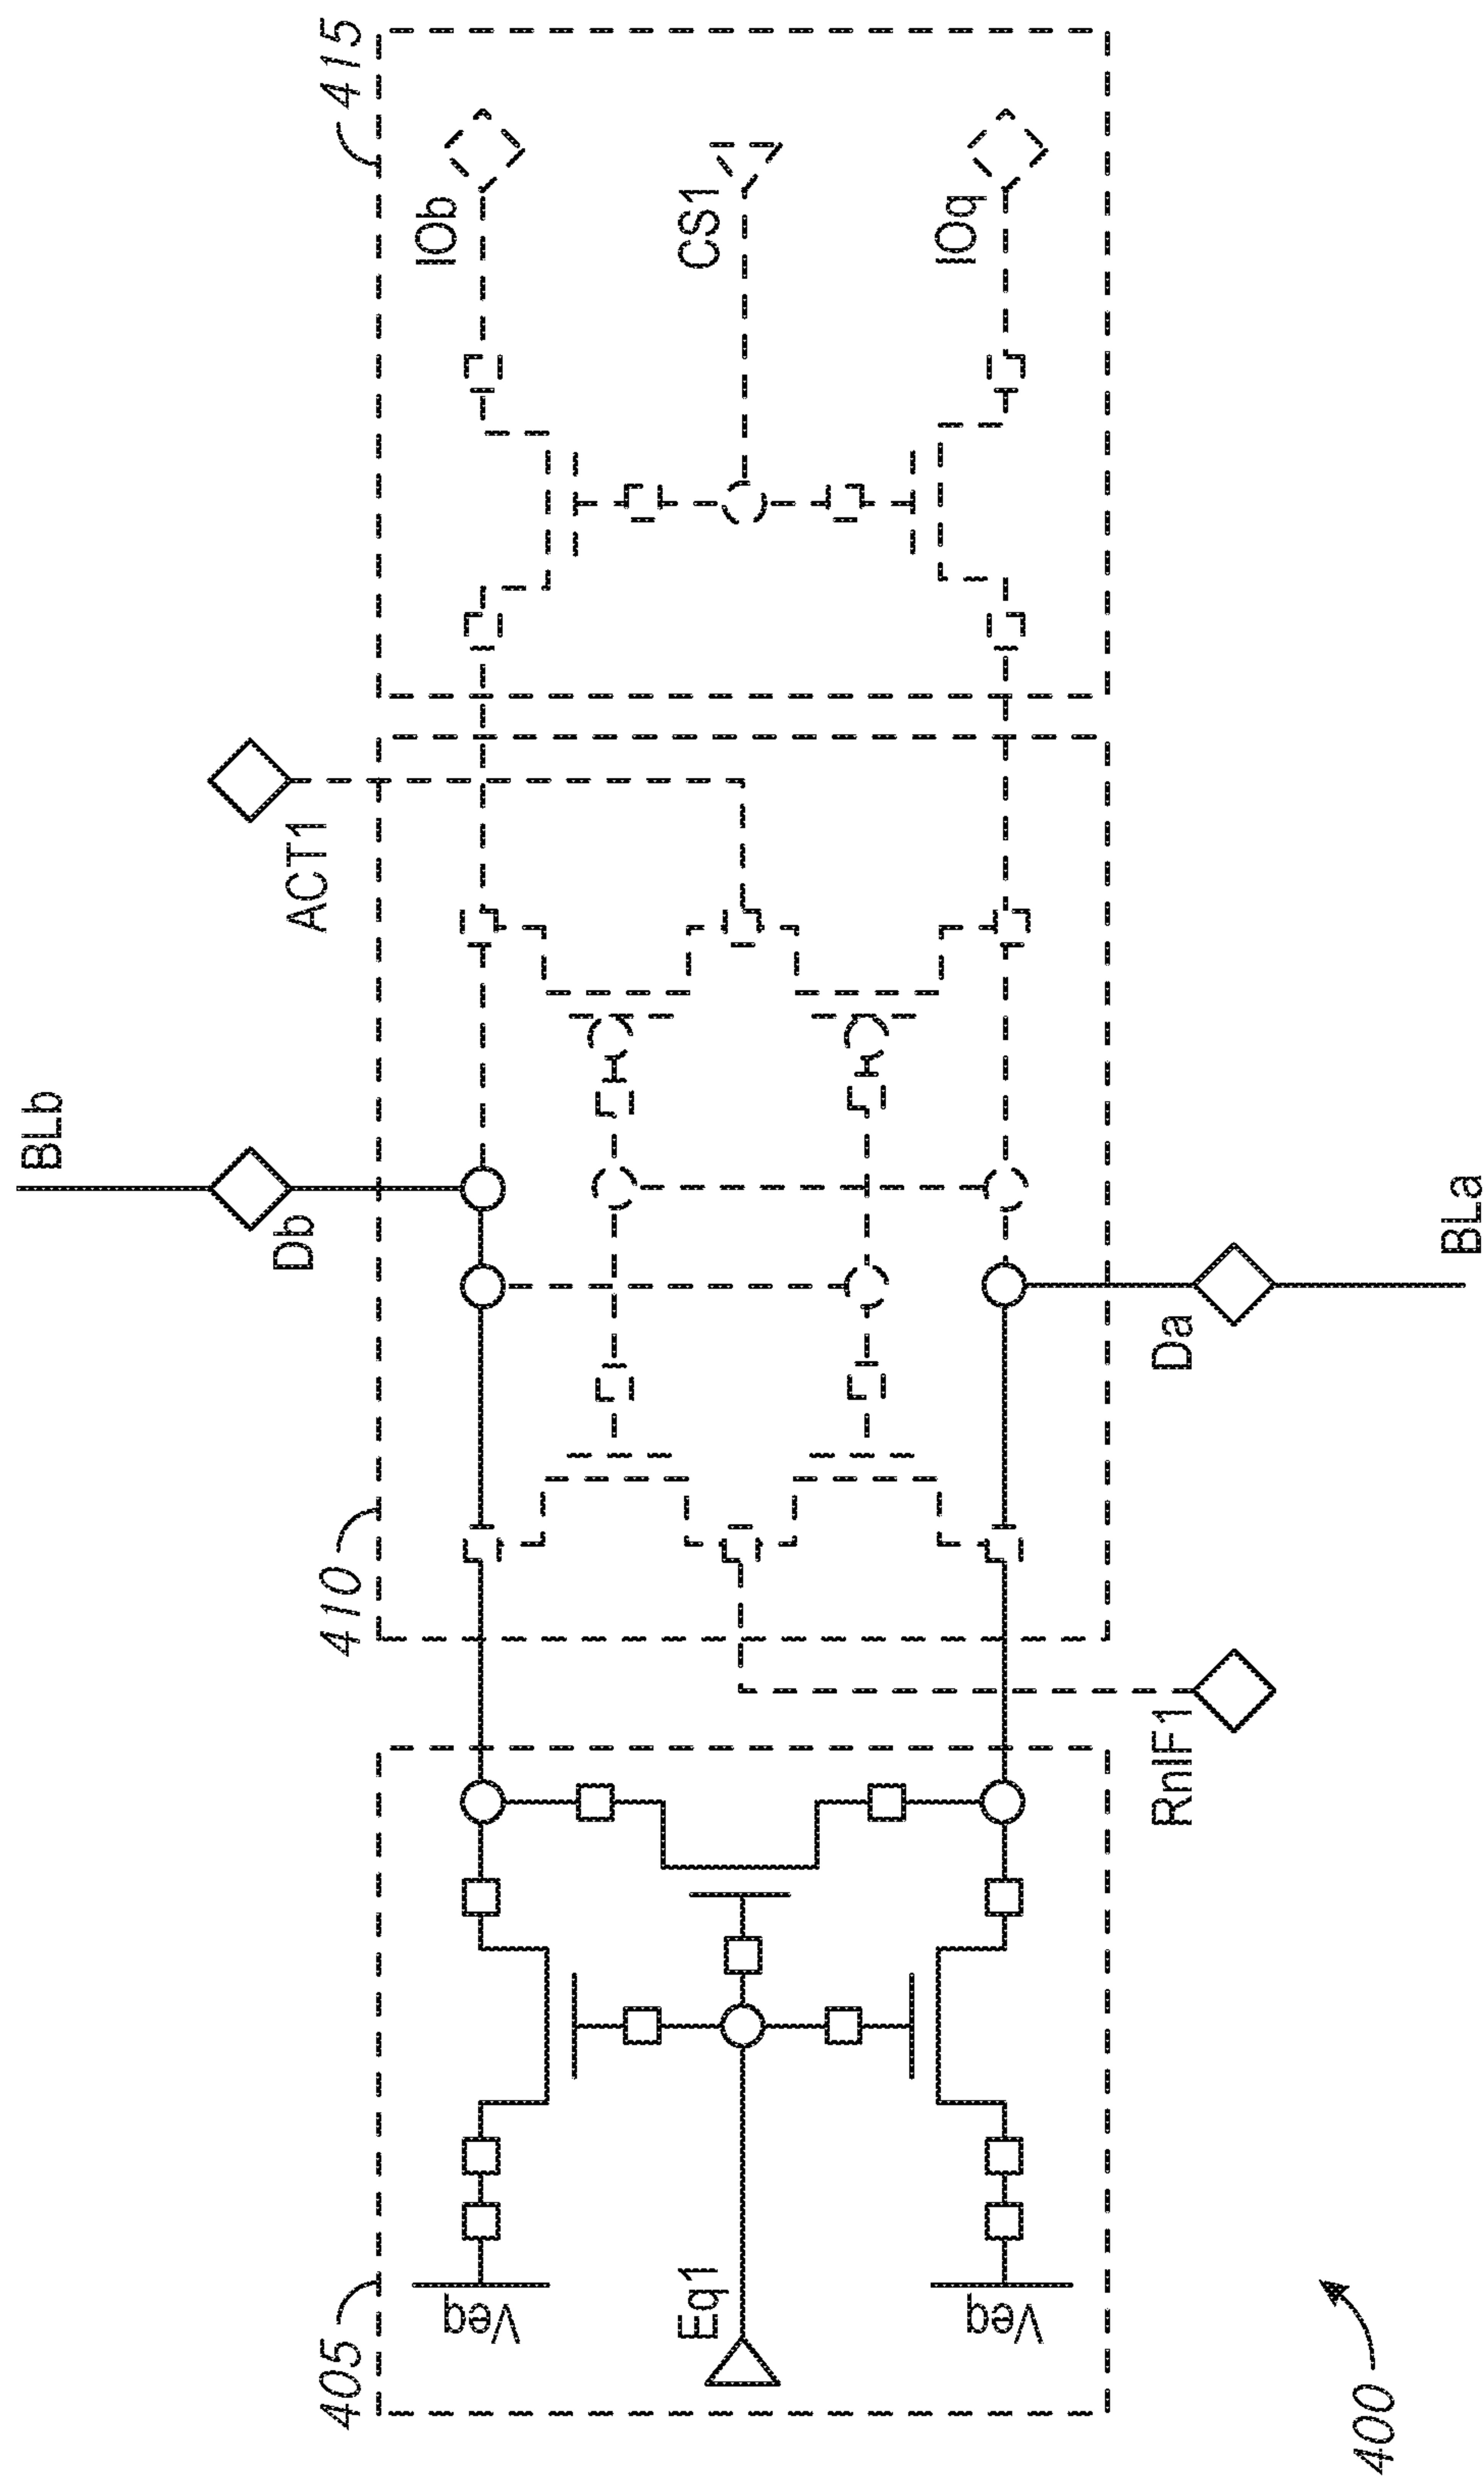 400
405
410
415
BLb
Db
ACT1
Veq
Eq1
Veq
IOb
CS1
IOq
RnIF1
Da
BLa